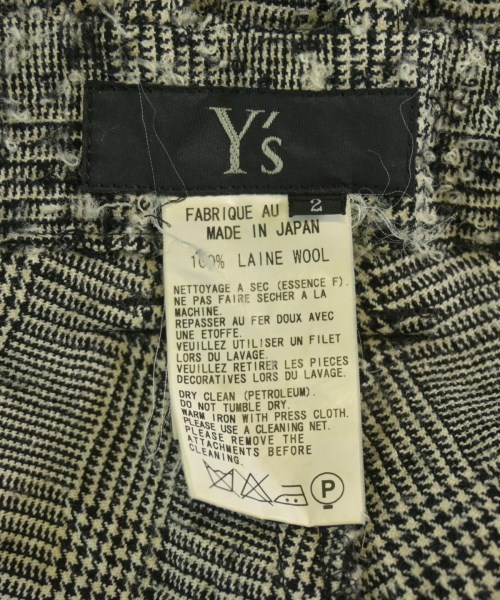 Y's
2
FABRIQUE AU
MADE IN JAPAN
100% LAINE WOOL
NETTOYAGE A SEC (ESSENCE F).
NE PAS FAIRE SECHER A LA
MACHINE.
REPASSER AU FER DOUX AVEC
UNE ETOFFE.
VEUILLEZ UTILISER UN FILET
LORS DU LAVAGE.
VEUILLEZ RETIRER LES PIECES
DECORATIVES LORS DU LAVAGE.
DRY CLEAN (PETROLEUM).
DO NOT TUMBLE DRY.
WARM IRON WITH PRESS CLOTH.
PLEASE USE A CLEANING NET.
PLEASE REMOVE THE
ATTACHMENTS BEFORE
CLEANING.
P